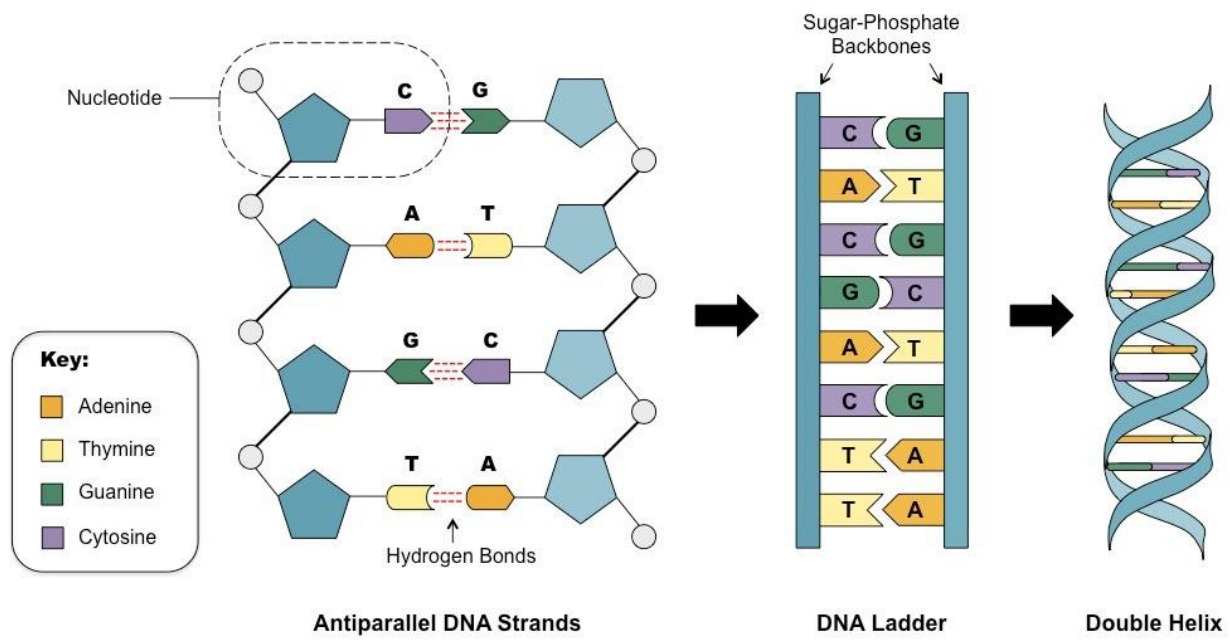 Sugar-Phosphate
Backbones
Nucleotide
C G
A T
G C
T A
Hydrogen Bonds
Key:
Adenine
Thymine
Guanine
Cytosine
C G
A T
C G
G C
A T
C G
T A
T A
Antiparallel DNA Strands
DNA Ladder
Double Helix